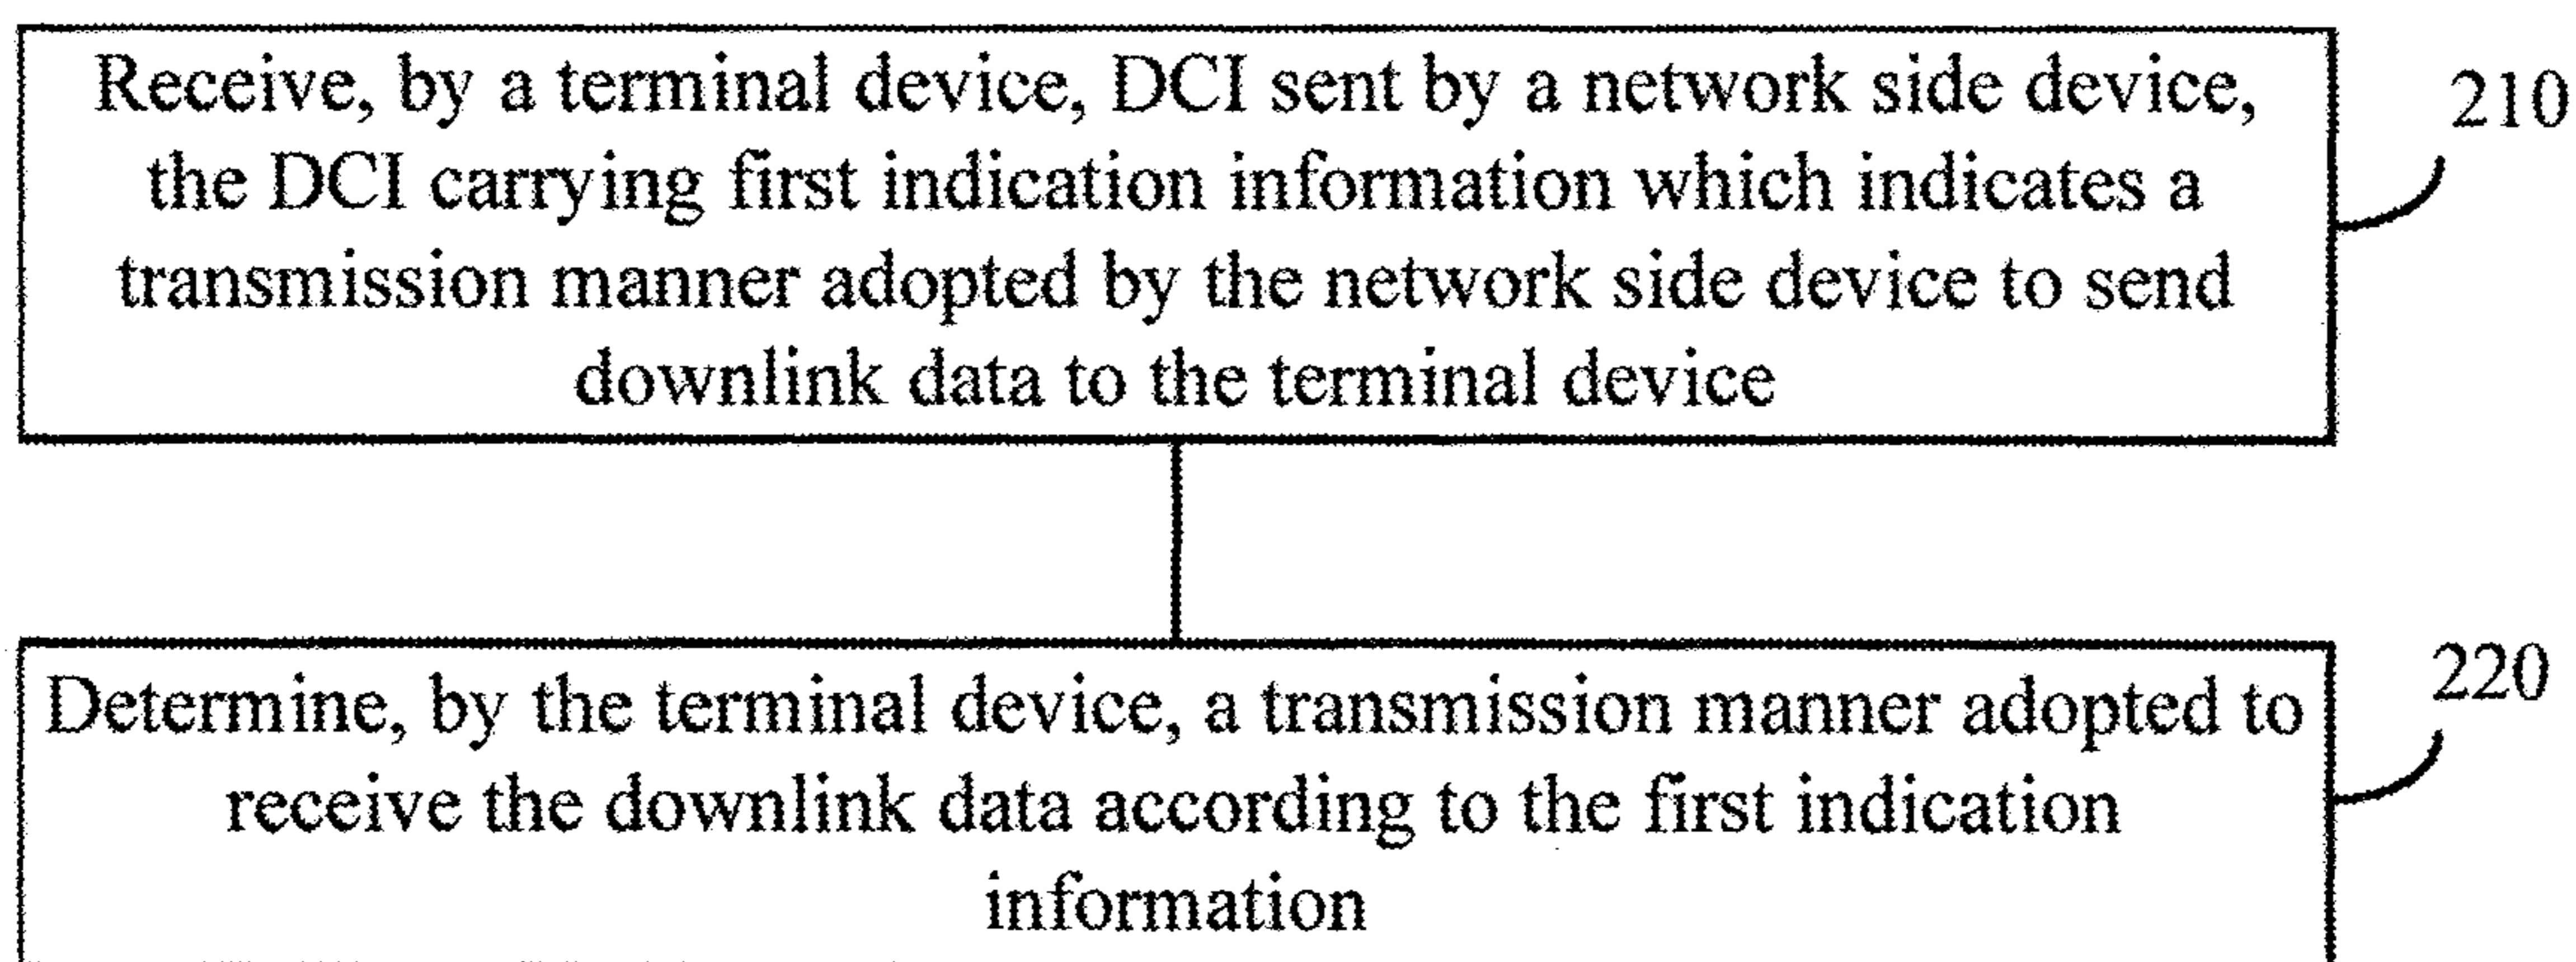 Receive, by a terminal device, DCI sent by a network side device,
the DCI carrying first indication information which indicates a
transmission manner adopted by the network side device to send
downlink data to the terminal device
210
Determine, by the terminal device, a transmission manner adopted to
receive the downlink data according to the first indication
information
220